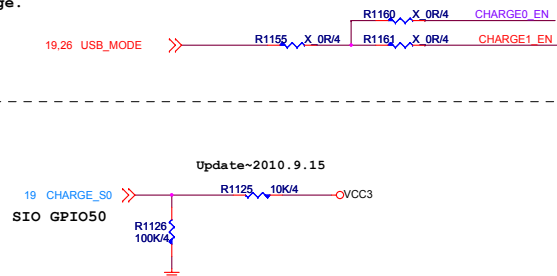 ge.
R1160 X_0R/4 CHARGE0_EN
19,26 USB_MODE R1155 X_0R/4 R1161 X_0R/4 CHARGE1_EN
Update~2010.9.15
19 CHARGE_S0 R1125 10K/4 VCC3
SIO GPIO50
R1126
100K/4